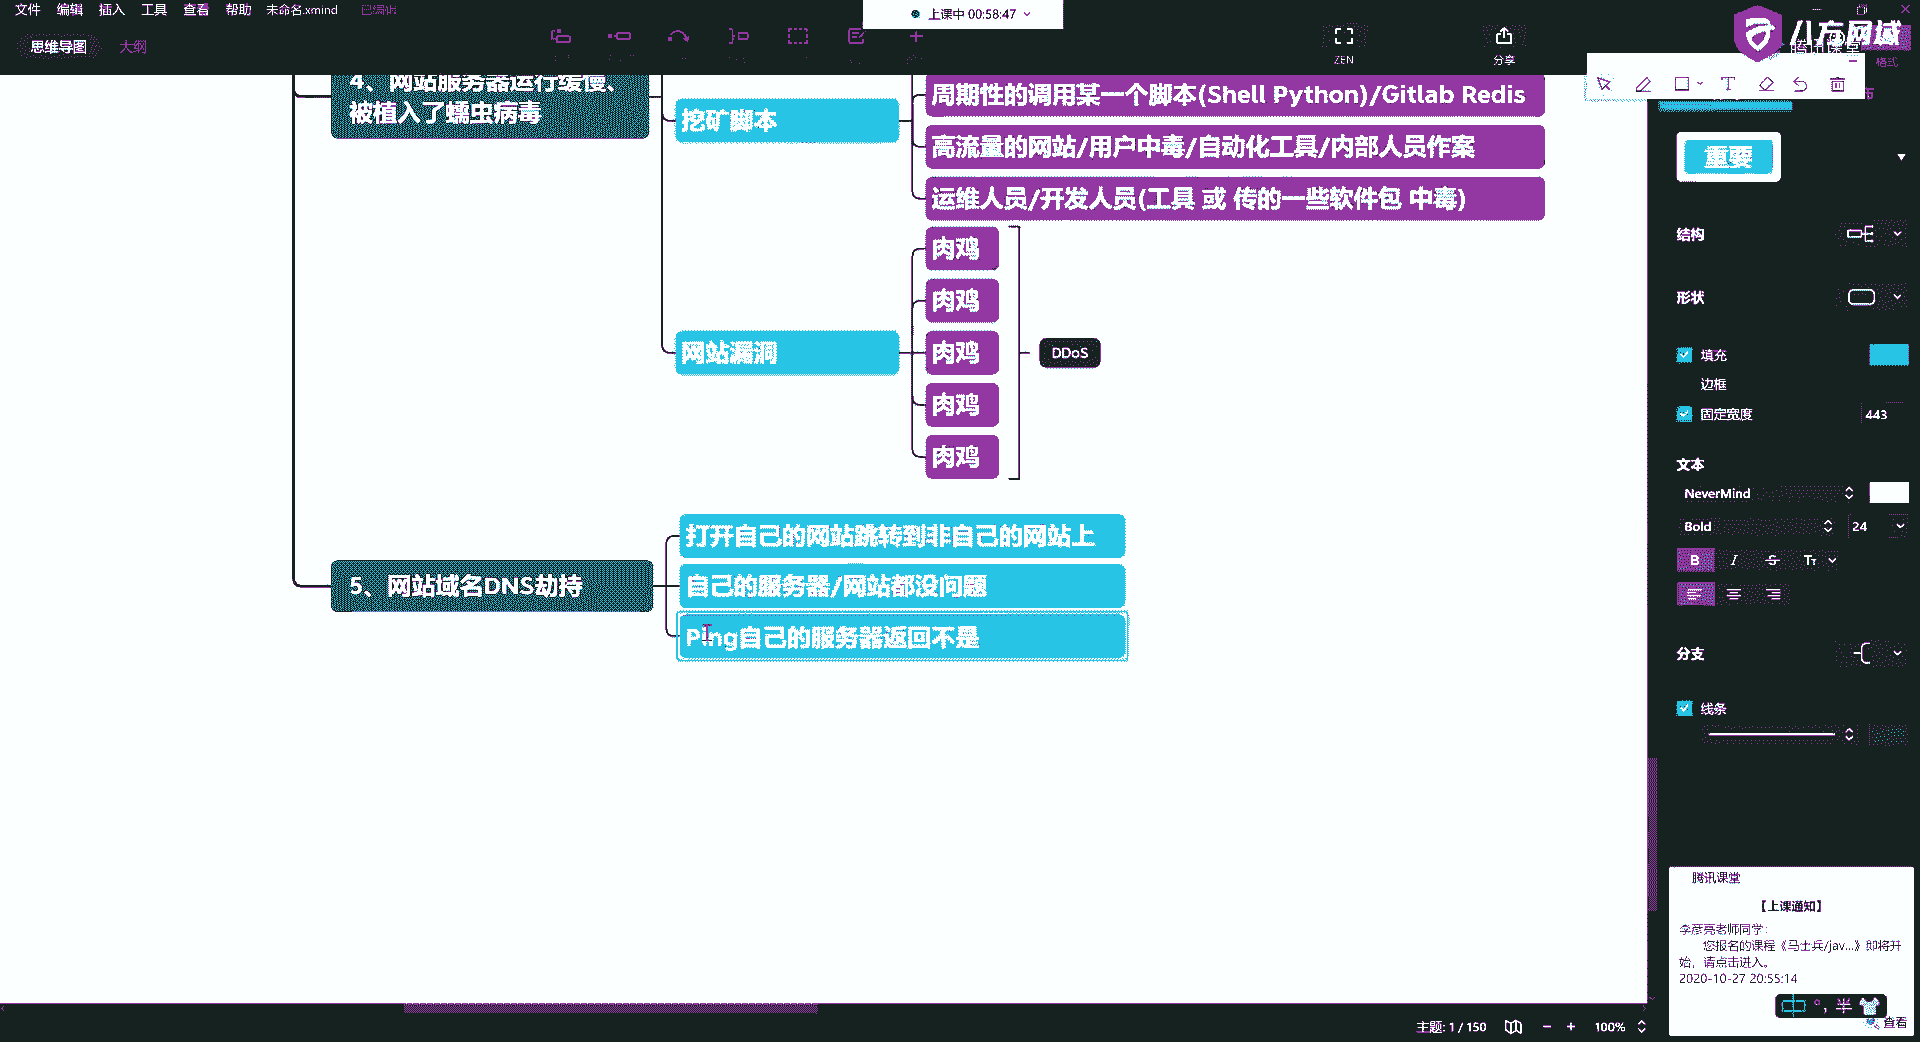 文件 编辑 插入 工具 查看 帮助 未命名.xmind 已编辑
上课中 00:58:47
八方网域
腾讯课堂
思维导图 大纲
ZEN
分享
格式
4、网站服务器运行缓慢、
被植入了蠕虫病毒
挖矿脚本
周期性的调用某一个脚本(Shell Python)/Gitlab Redis
高流量的网站/用户中毒/自动化工具/内部人员作案
运维人员/开发人员(工具 或 传的一些软件包 中毒)
网站漏洞
肉鸡
肉鸡
肉鸡
肉鸡
肉鸡
DDoS
5、网站域名DNS劫持
打开自己的网站跳转到非自己的网站上
自己的服务器/网站都没问题
Ping自己的服务器返回不是
重要
结构
形状
填充
边框
固定宽度 443
文本
NeverMind
Bold 24
B I S Tт
分支
线条
腾讯课堂
【上课通知】
李彦亮老师同学：
您报名的课程《马士兵/jav...》即将开
始，请点击进入。
2020-10-27 20:55:14
中 °, 半
查看
主题: 1 / 150 − + 100%